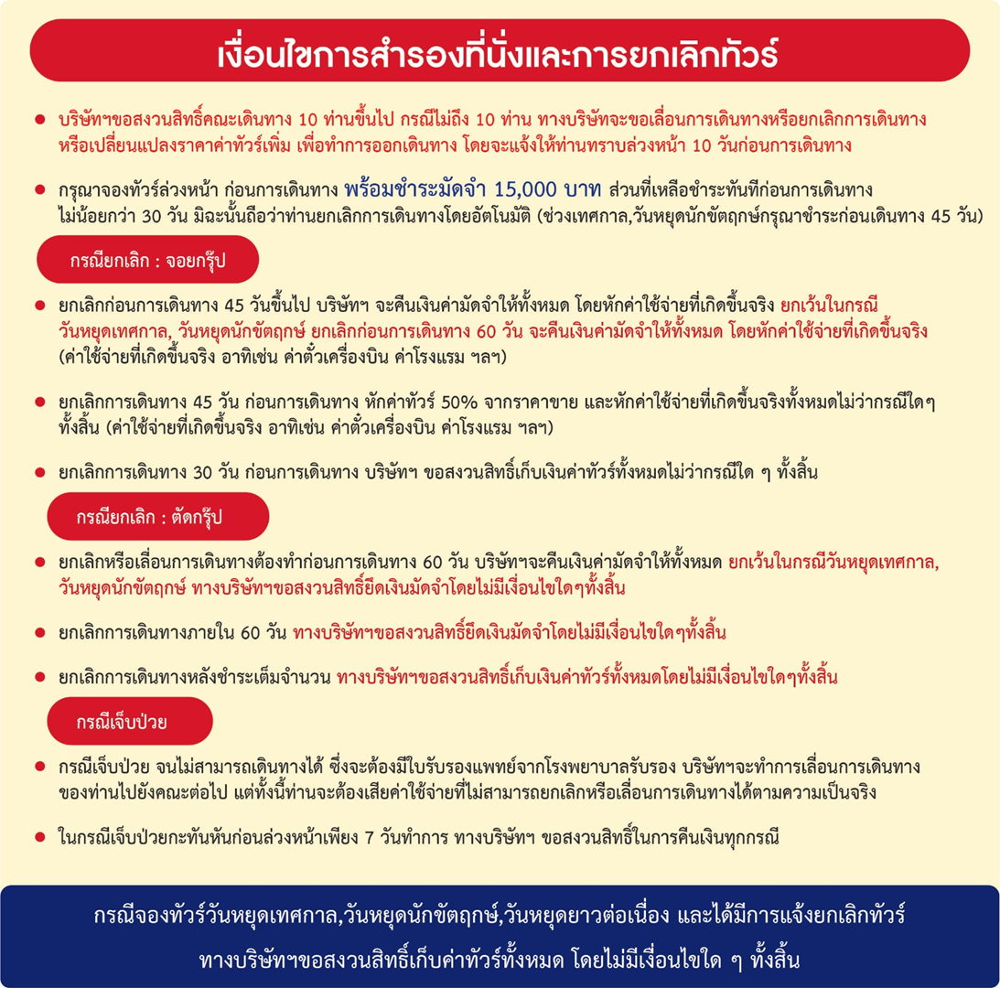 เงื่อนไขการสำรองที่นั่งและการยกเลิกทัวร์
บริษัทฯขอสงวนสิทธิ์คณะเดินทาง 10 ท่านขึ้นไป กรณีไม่ถึง 10 ท่าน ทางบริษัทจะขอเลื่อนการเดินทางหรือยกเลิกการเดินทาง
หรือเปลี่ยนแปลงราคาค่าทัวร์เพิ่ม เพื่อทำการออกเดินทาง โดยจะแจ้งให้ท่านทราบล่วงหน้า 10 วันก่อนการเดินทาง
กรุณาจองทัวร์ล่วงหน้า ก่อนการเดินทาง พร้อมชำระมัดจำ 15,000 บาท ส่วนที่เหลือชำระทันทีก่อนการเดินทาง
ไม่น้อยกว่า 30 วัน มิฉะนั้นถือว่าท่านยกเลิกการเดินทางโดยอัตโนมัติ (ช่วงเทศกาล,วันหยุดนักขัตฤกษ์กรุณาชำระก่อนเดินทาง 45 วัน)
กรณียกเลิก : จอยกรุ๊ป
ยกเลิกก่อนการเดินทาง 45 วันขึ้นไป บริษัทฯ จะคืนเงินค่ามัดจำให้ทั้งหมด โดยหักค่าใช้จ่ายที่เกิดขึ้นจริง ยกเว้นในกรณี
วันหยุดเทศกาล, วันหยุดนักขัตฤกษ์ ยกเลิกก่อนการเดินทาง 60 วัน จะคืนเงินค่ามัดจำให้ทั้งหมด โดยหักค่าใช้จ่ายที่เกิดขึ้นจริง
(ค่าใช้จ่ายที่เกิดขึ้นจริง อาทิเช่น ค่าตั๋วเครื่องบิน ค่าโรงแรม ฯลฯ)
ยกเลิกการเดินทาง 45 วัน ก่อนการเดินทาง หักค่าทัวร์ 50% จากราคาขาย และหักค่าใช้จ่ายที่เกิดขึ้นจริงทั้งหมดไม่ว่ากรณีใดๆ
ทั้งสิ้น (ค่าใช้จ่ายที่เกิดขึ้นจริง อาทิเช่น ค่าตั๋วเครื่องบิน ค่าโรงแรม ฯลฯ)
ยกเลิกการเดินทาง 30 วัน ก่อนการเดินทาง บริษัทฯ ขอสงวนสิทธิ์เก็บเงินค่าทัวร์ทั้งหมดไม่ว่ากรณีใด ๆ ทั้งสิ้น
กรณียกเลิก : ตัดกรุ๊ป
ยกเลิกหรือเลื่อนการเดินทางต้องทำก่อนการเดินทาง 60 วัน บริษัทฯจะคืนเงินค่ามัดจำให้ทั้งหมด ยกเว้นในกรณีวันหยุดเทศกาล,
วันหยุดนักขัตฤกษ์ ทางบริษัทฯขอสงวนสิทธิ์ยึดเงินมัดจำโดยไม่มีเงื่อนไขใดๆทั้งสิ้น
ยกเลิกการเดินทางภายใน 60 วัน ทางบริษัทฯขอสงวนสิทธิ์ยึดเงินมัดจำโดยไม่มีเงื่อนไขใดๆทั้งสิ้น
ยกเลิกการเดินทางหลังชำระเต็มจำนวน ทางบริษัทฯขอสงวนสิทธิ์เก็บเงินค่าทัวร์ทั้งหมดโดยไม่มีเงื่อนไขใดๆทั้งสิ้น
กรณีเจ็บป่วย
กรณีเจ็บป่วย จนไม่สามารถเดินทางได้ ซึ่งจะต้องมีใบรับรองแพทย์จากโรงพยาบาลรับรอง บริษัทฯจะทำการเลื่อนการเดินทาง
ของท่านไปยังคณะต่อไป แต่ทั้งนี้ท่านจะต้องเสียค่าใช้จ่ายที่ไม่สามารถยกเลิกหรือเลื่อนการเดินทางได้ตามความเป็นจริง
ในกรณีเจ็บป่วยกะทันหันก่อนล่วงหน้าเพียง 7 วันทำการ ทางบริษัทฯ ขอสงวนสิทธิ์ในการคืนเงินทุกกรณี
กรณีจองทัวร์วันหยุดเทศกาล,วันหยุดนักขัตฤกษ์,วันหยุดยาวต่อเนื่อง และได้มีการแจ้งยกเลิกทัวร์
ทางบริษัทฯขอสงวนสิทธิ์เก็บค่าทัวร์ทั้งหมด โดยไม่มีเงื่อนไขใด ๆ ทั้งสิ้น